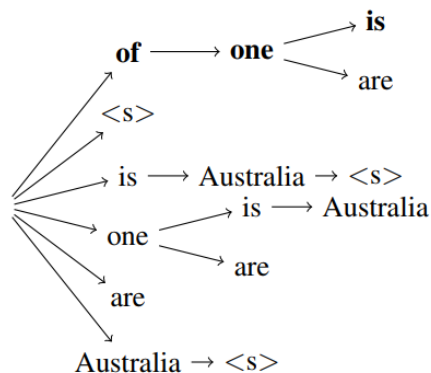 of one is
are
<s>
is Australia <s>
is Australia
one
are
are
Australia <s>